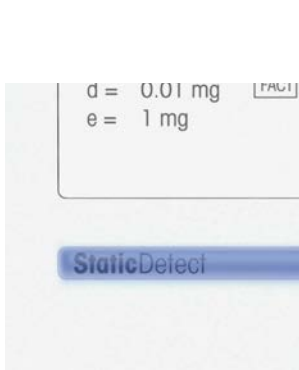 d = 0.01 mg FACT
e = 1 mg
StaticDetect